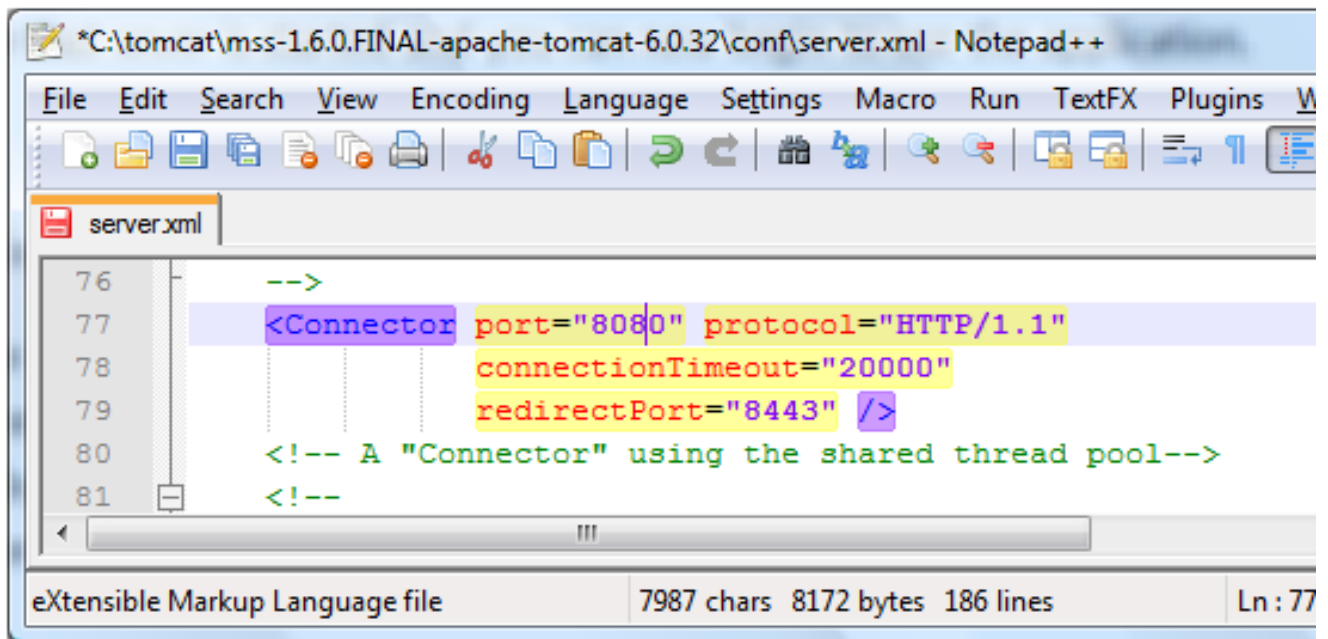 *C:\tomcat\mss-1.6.0.FINAL-apache-tomcat-6.0.32\conf\server.xml - Notepad++
File Edit Search View Encoding Language Settings Macro Run TextFX Plugins W
server.xml
76 -->
77 <Connector port="8080" protocol="HTTP/1.1"
78 connectionTimeout="20000"
79 redirectPort="8443" />
80 <!-- A "Connector" using the shared thread pool-->
81 <!--
eXtensible Markup Language file 7987 chars 8172 bytes 186 lines Ln : 77